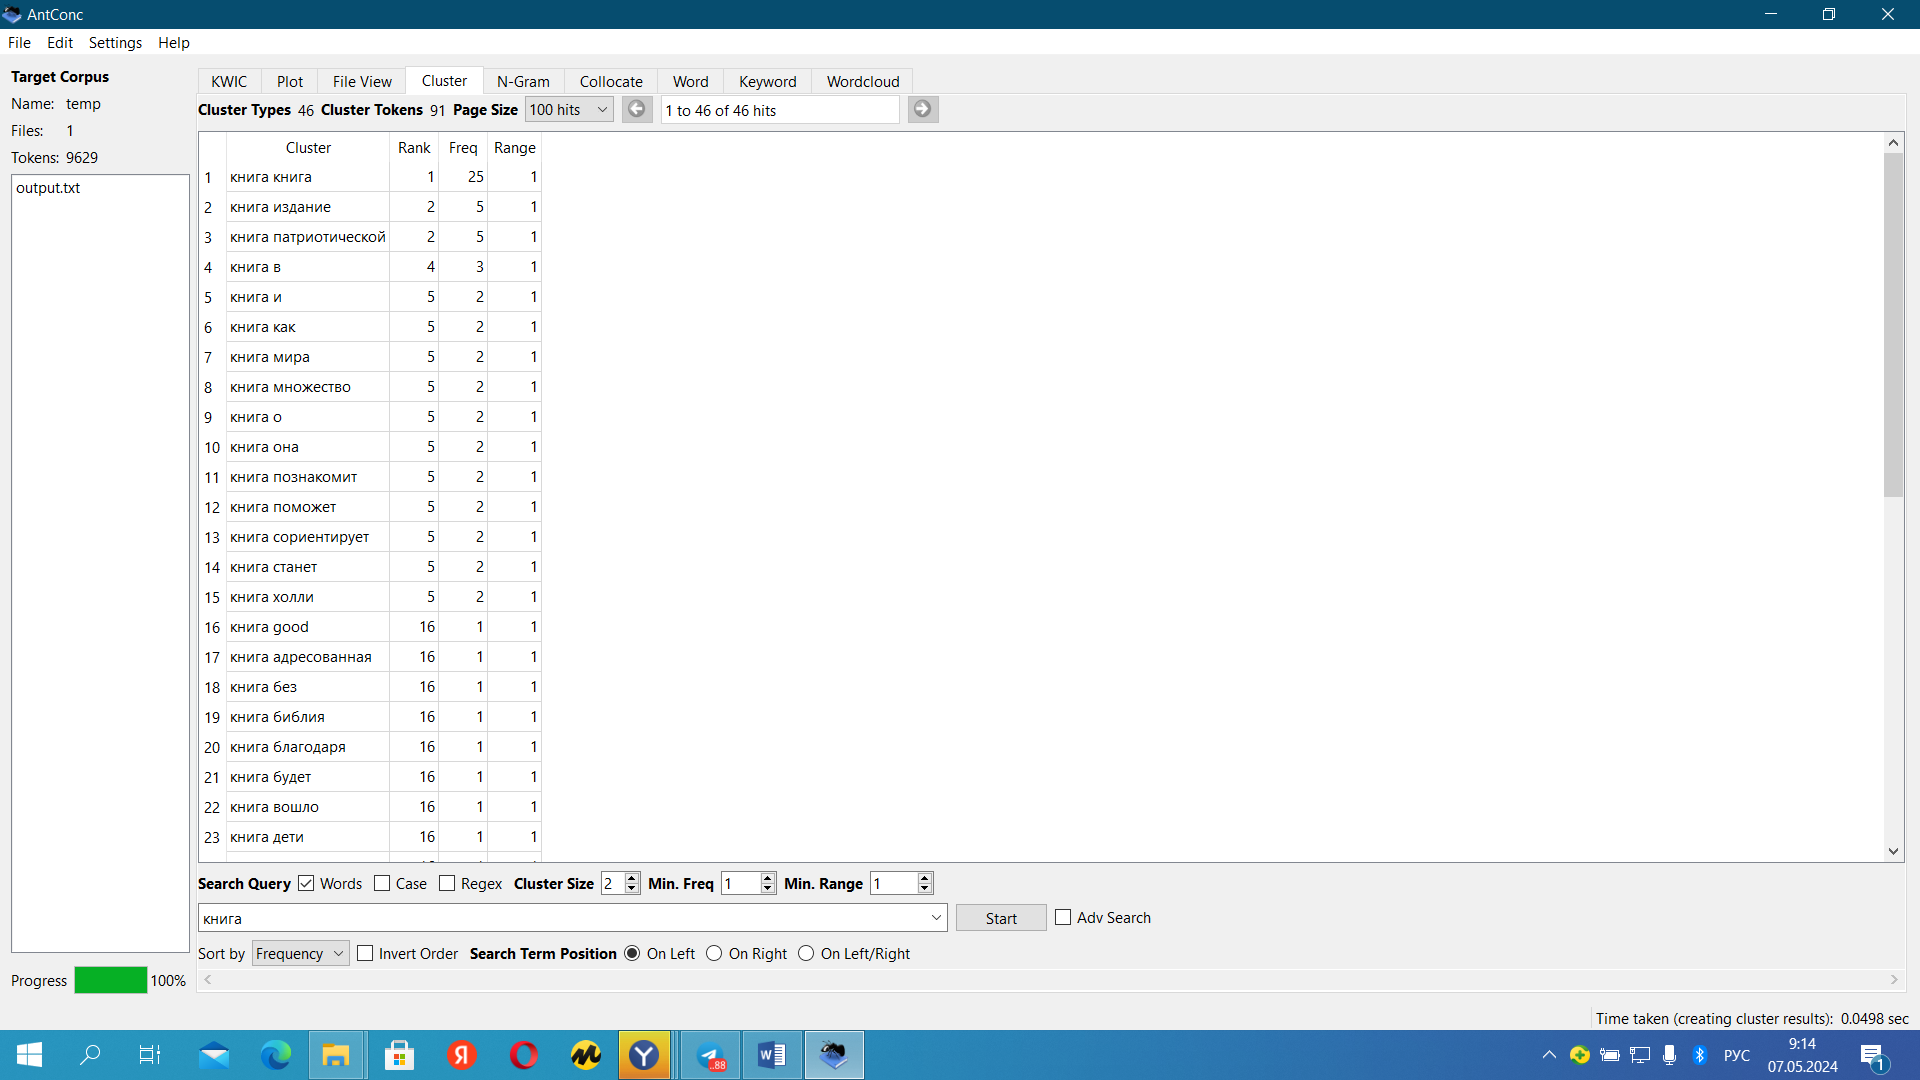 AntConc
File Edit Settings Help
Target Corpus
Name: temp
Files: 1
Tokens: 9629
output.txt
Progress 100%
KWIC Plot File View Cluster N-Gram Collocate Word Keyword Wordcloud
Cluster Types 46 Cluster Tokens 91 Page Size 100 hits 1 to 46 of 46 hits
Cluster Rank Freq Range
1 книга книга 1 25 1
2 книга издание 2 5 1
3 книга патриотической 2 5 1
4 книга в 4 3 1
5 книга и 5 2 1
6 книга как 5 2 1
7 книга мира 5 2 1
8 книга множество 5 2 1
9 книга о 5 2 1
10 книга она 5 2 1
11 книга познакомит 5 2 1
12 книга поможет 5 2 1
13 книга сориентирует 5 2 1
14 книга станет 5 2 1
15 книга холли 5 2 1
16 книга good 16 1 1
17 книга адресованная 16 1 1
18 книга без 16 1 1
19 книга библия 16 1 1
20 книга благодаря 16 1 1
21 книга будет 16 1 1
22 книга вошло 16 1 1
23 книга дети 16 1 1
Search Query Words Case Regex Cluster Size 2 Min. Freq 1 Min. Range 1
книга Start Adv Search
Sort by Frequency Invert Order Search Term Position On Left On Right On Left/Right
Time taken (creating cluster results): 0.0498 sec
Я Y ..88 W РУС 9:14
07.05.2024 1